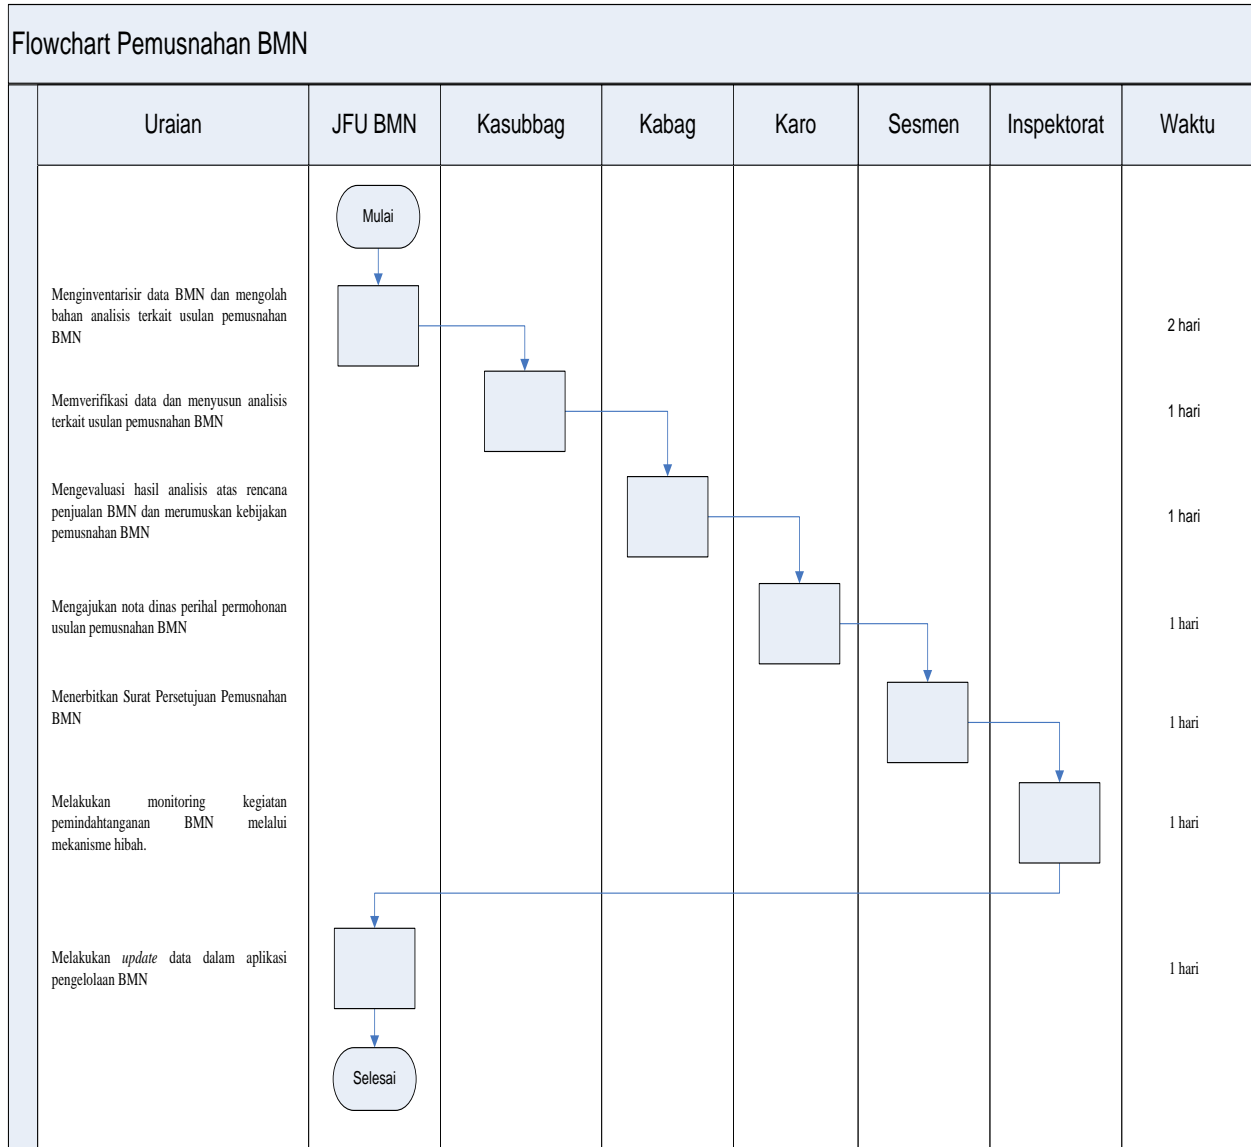 Flowchart Pemusnahan BMN
Uraian
JFU BMN
Kasubbag
Kabag
Karo
Sesmen
Inspektorat
Waktu
Mulai
Menginventarisir data BMN dan mengolah
bahan analisis terkait usulan pemusnahan
BMN
2 hari
Memverifikasi data dan menyusun analisis
terkait usulan pemusnahan BMN
1 hari
Mengevaluasi hasil analisis atas rencana
penjualan BMN dan merumuskan kebijakan
pemusnahan BMN
1 hari
Mengajukan nota dinas perihal permohonan
usulan pemusnahan BMN
1 hari
Menerbitkan Surat Persetujuan Pemusnahan
BMN
1 hari
Melakukan monitoring kegiatan
pemindahtanganan BMN melalui
mekanisme hibah.
1 hari
Melakukan update data dalam aplikasi
pengelolaan BMN
1 hari
Selesai